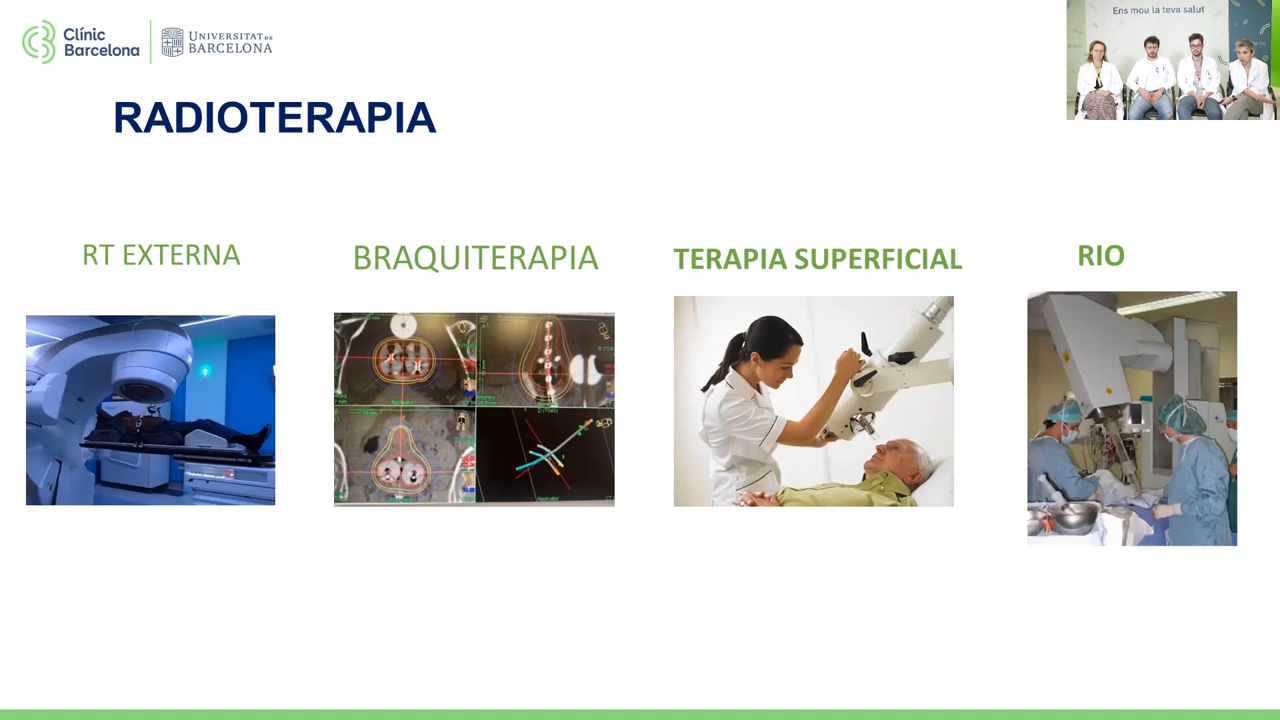 Clínic
Barcelona
UNIVERSITAT DE
BARCELONA
Ens mou la teva salut
RADIOTERAPIA
RT EXTERNA
BRAQUITERAPIA
TERAPIA SUPERFICIAL
RIO